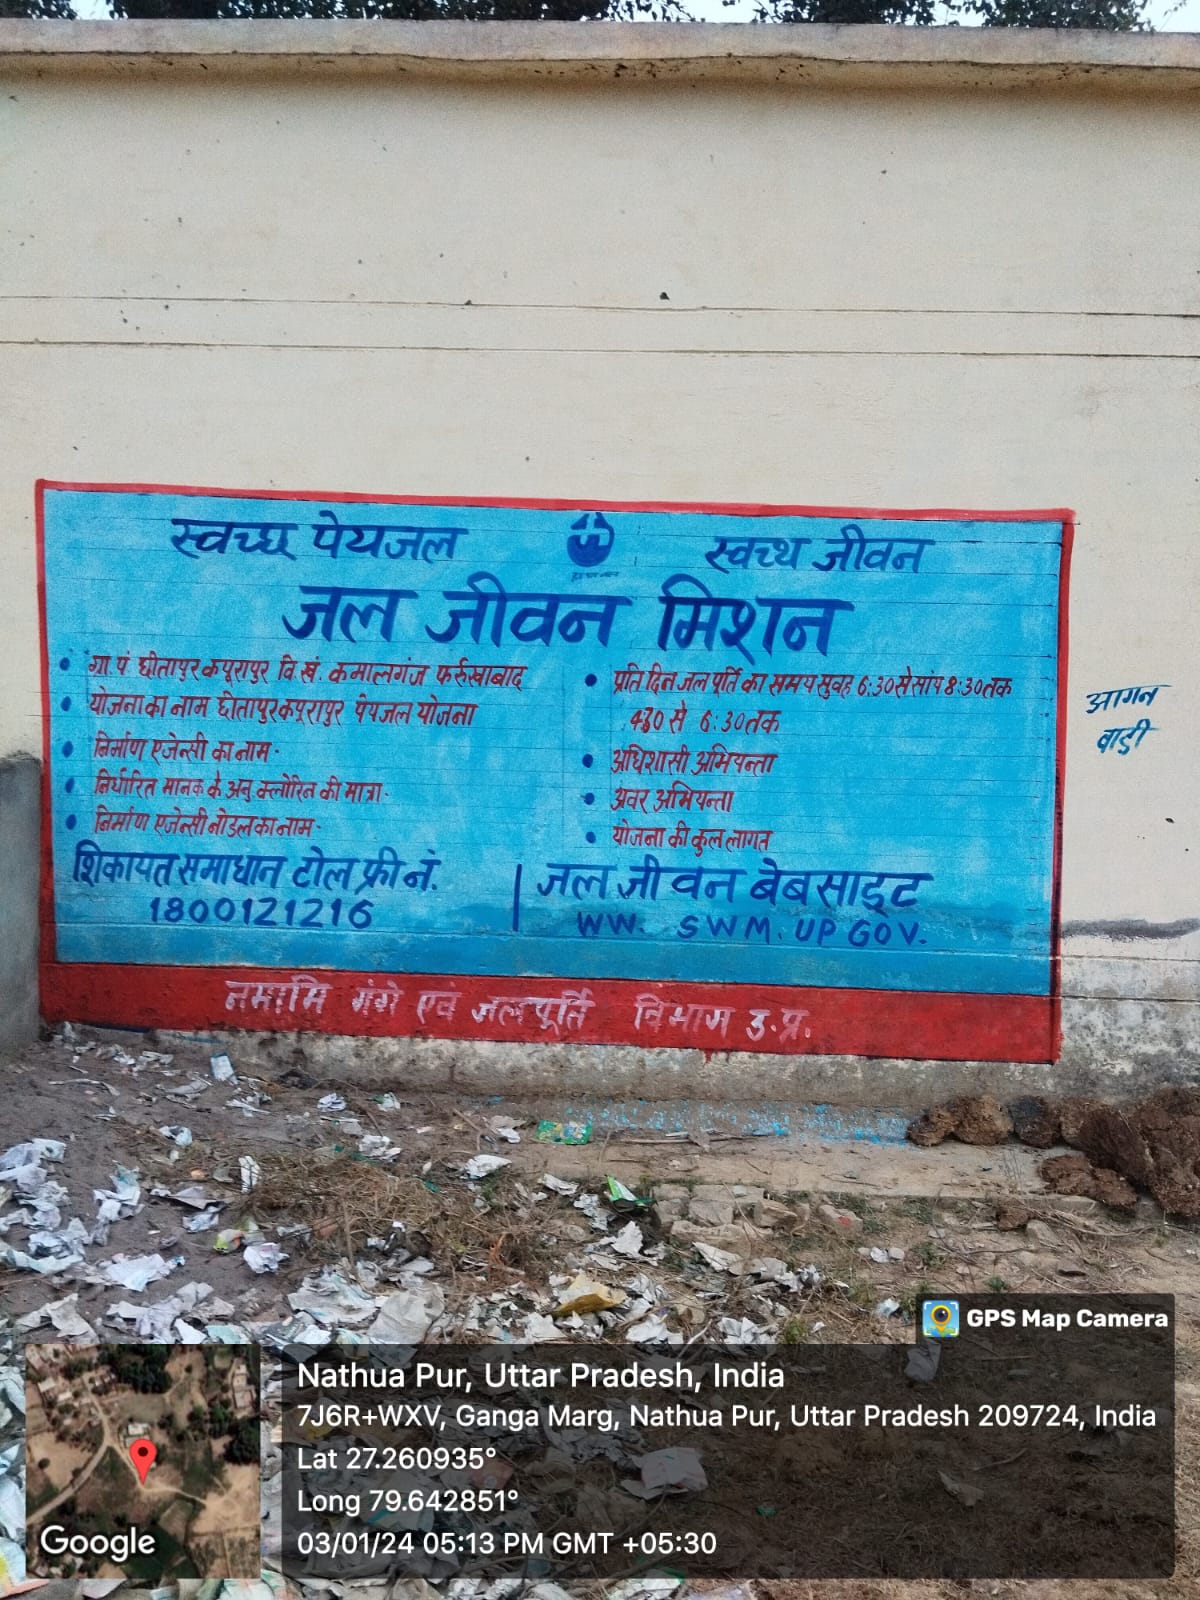 स्वच्छ पेयजल
स्वच्थ जीवन
जल जीवन मिशन
ग्रा.पं घीतापुर कपूरापुर वि.खं. कमालगंज फर्रुखाबाद
योजना का नाम घीतापुर कपूरापुर पेयजल योजना
निर्माण एजेन्सी का नाम-
निर्धारित मानक के अनु क्लोरिन की मात्रा-
निर्माण एजेन्सी नोडल का नाम-
प्रति दिन जल पूर्ति का समय सुवह 6:30 से सांय 8:30 तक
430 से 6:30 तक
अधिशासी अभियन्ता
अवर अभियन्ता
योजना की कुल लागत
शिकायत समाधान टोल फ्री नं.
1800121216
जल जीवन बेबसाइट
WW. SWM. UP GOV.
नमामि गंगे एवं जलपूर्ति विभाग उ.प्र.
आगन
वाड़ी
GPS Map Camera
Nathua Pur, Uttar Pradesh, India
7J6R+WXV, Ganga Marg, Nathua Pur, Uttar Pradesh 209724, India
Lat 27.260935°
Long 79.642851°
03/01/24 05:13 PM GMT +05:30
Google